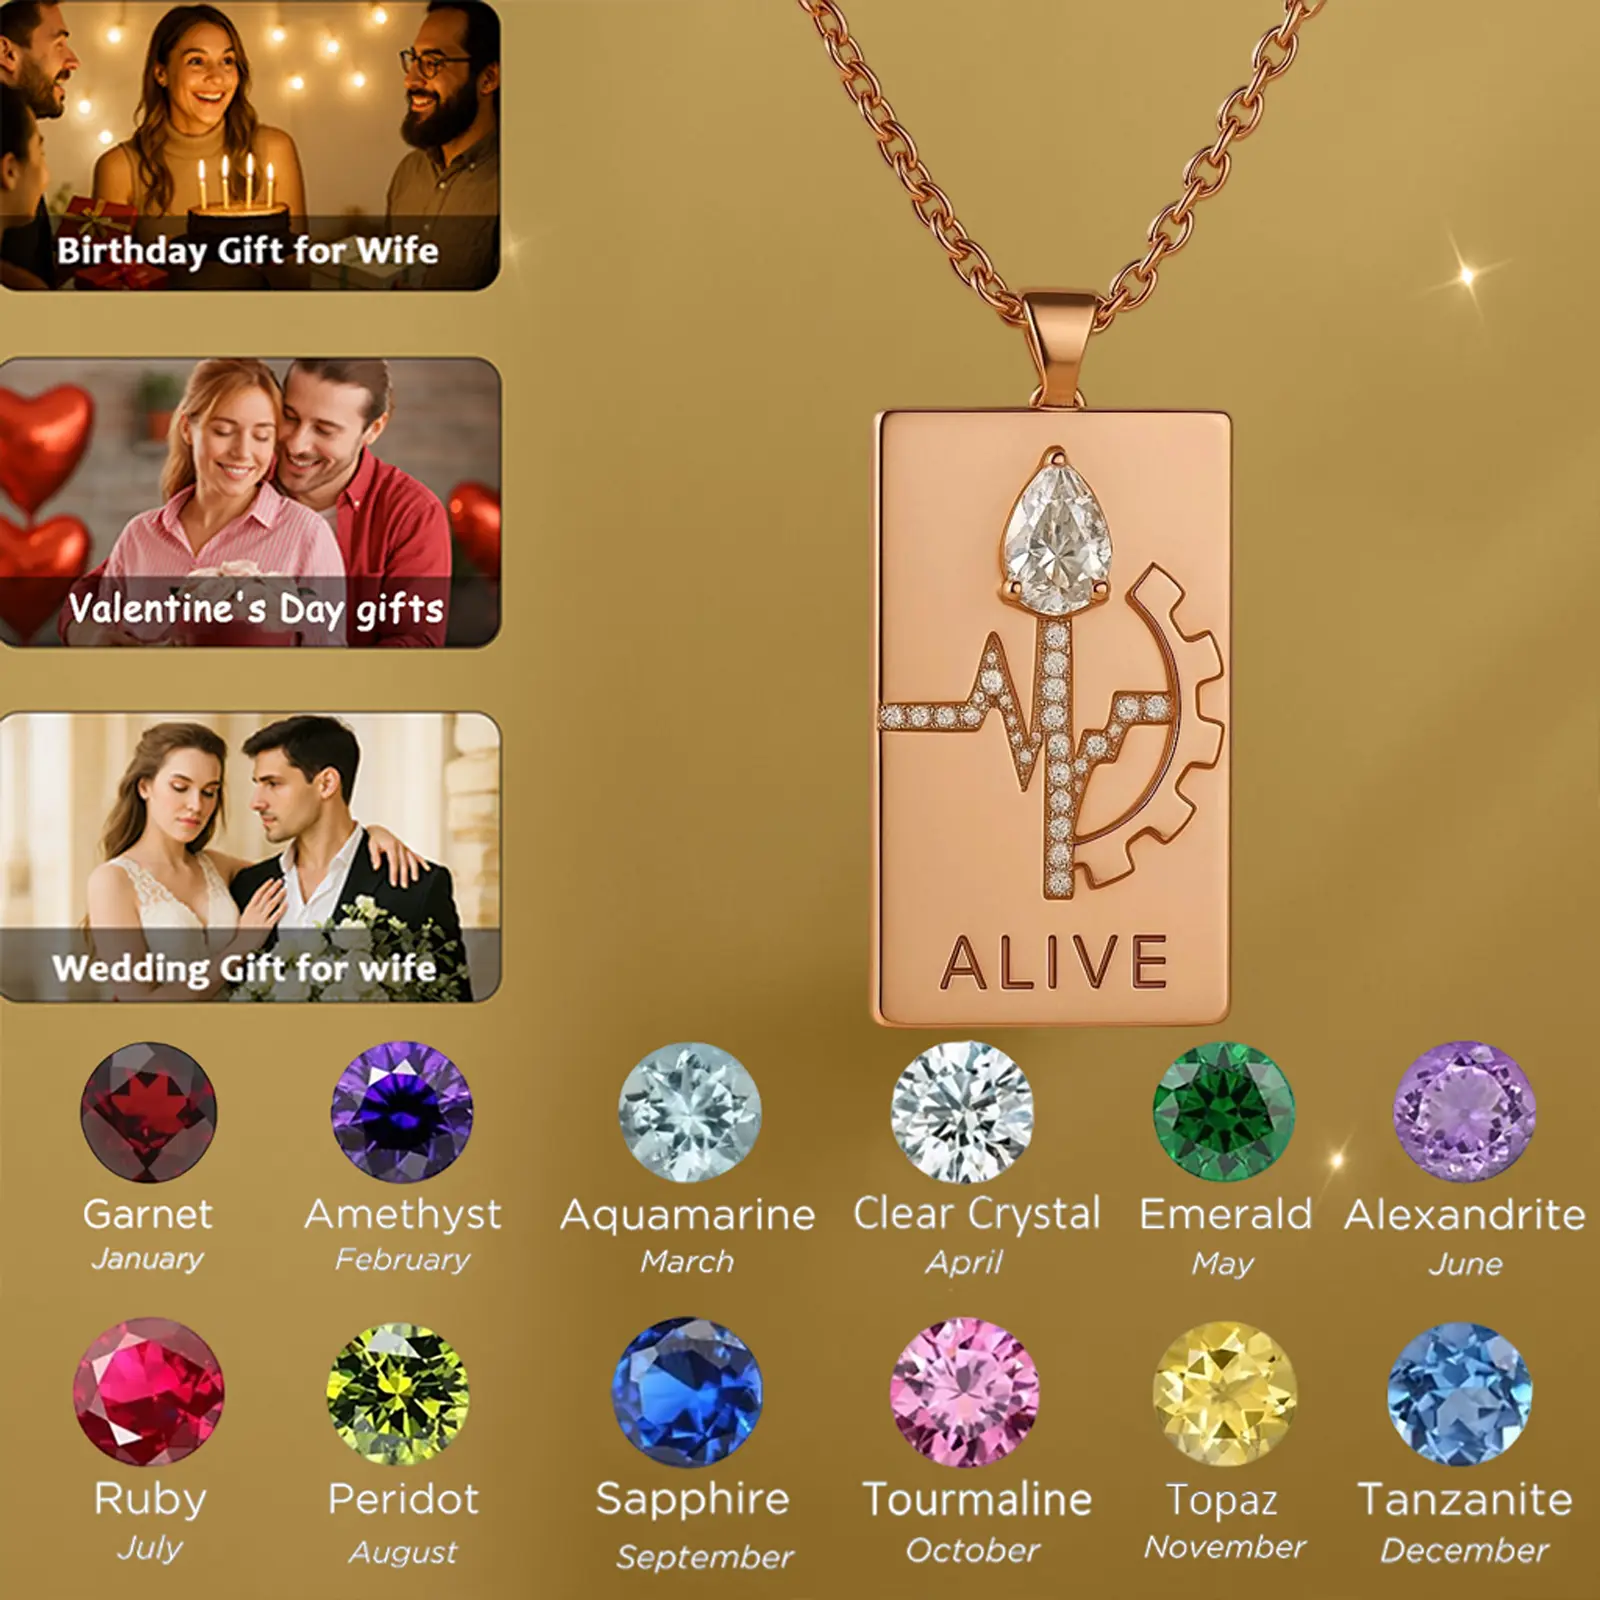 Birthday Gift for Wife
Valentine's Day gifts
Wedding Gift for wife
ALIVE
Garnet
January
Amethyst
February
Aquamarine
March
Clear Crystal
April
Emerald
May
Alexandrite
June
Ruby
July
Peridot
August
Sapphire
September
Tourmaline
October
Topaz
November
Tanzanite
December